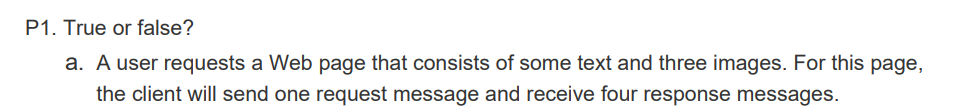 P1. True or false?
a. A user requests a Web page that consists of some text and three images. For this page,
the client will send one request message and receive four response messages.